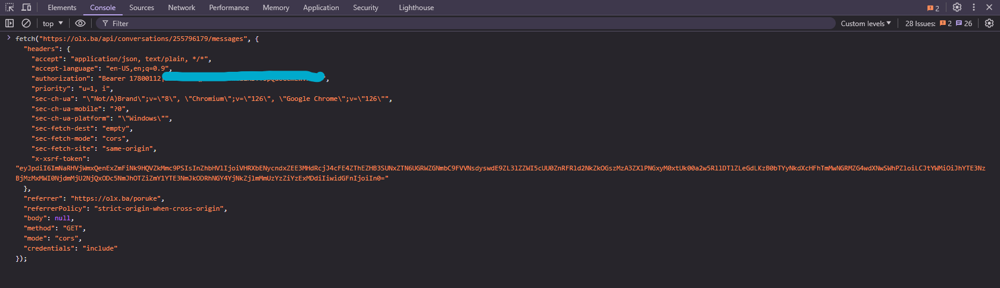 Elements Console Sources Network Performance Memory Application Security Lighthouse 2
top Filter Custom levels 28 Issues: 2 26
fetch("https://olx.ba/api/conversations/255796179/messages", {
"headers": {
"accept": "application/json, text/plain, */*",
"accept-language": "en-US,en;q=0.9",
"authorization": "Bearer 17800112|
"priority": "u=1, i",
"sec-ch-ua": "\"Not/A)Brand\";v=\"8\", \"Chromium\";v=\"126\", \"Google Chrome\";v=\"126\"",
"sec-ch-ua-mobile": "?0",
"sec-ch-ua-platform": "\"Windows\"",
"sec-fetch-dest": "empty",
"sec-fetch-mode": "cors",
"sec-fetch-site": "same-origin",
"x-xsrf-token":
},
"referrer": "https://olx.ba/poruke",
"referrerPolicy": "strict-origin-when-cross-origin",
"body": null,
"method": "GET",
"mode": "cors",
"credentials": "include"
});